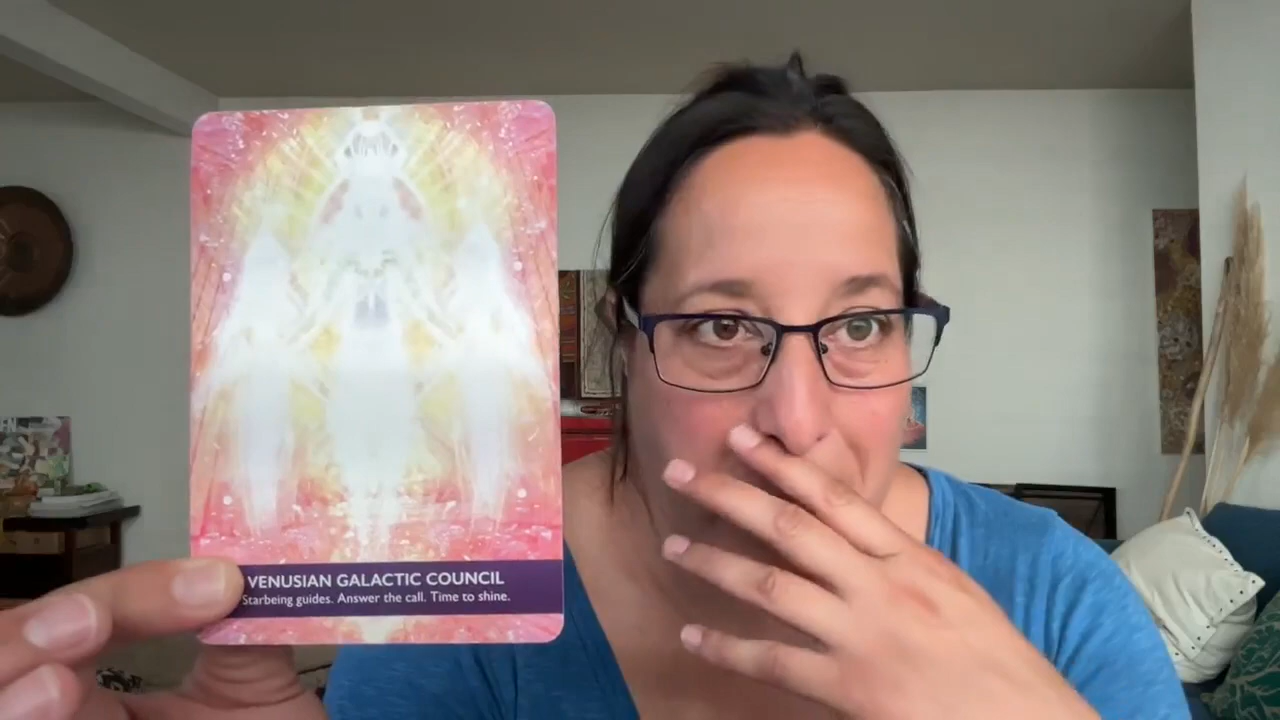 VENUSIAN GALACTIC COUNCIL
Starbeing guides. Answer the call. Time to shine.